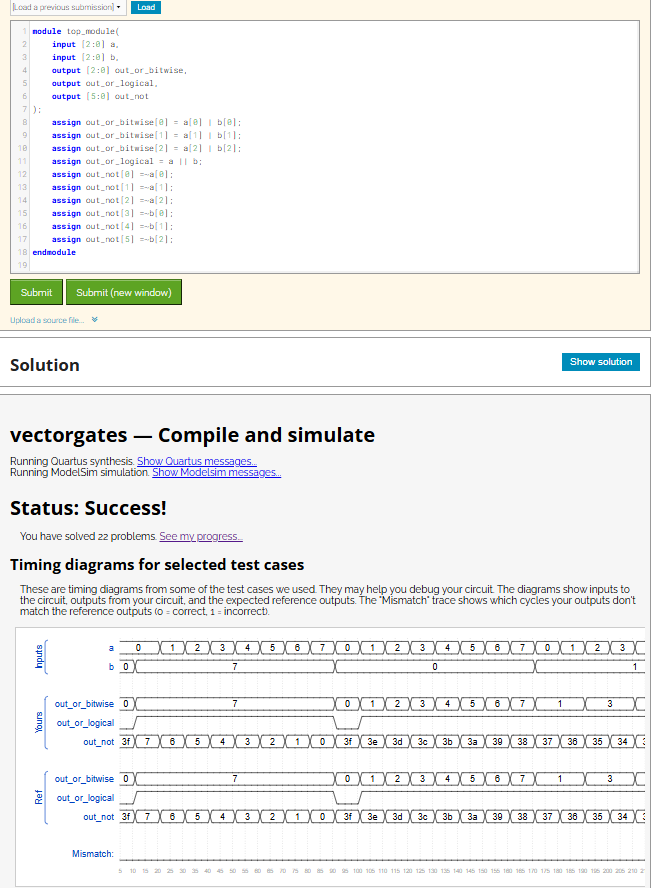 [Load a previous submission]
Load
1 module top_module(
2 input [2:0] a,
3 input [2:0] b,
4 output [2:0] out_or_bitwise,
5 output out_or_logical,
6 output [5:0] out_not
7 );
8 assign out_or_bitwise[0] = a[0] | b[0];
9 assign out_or_bitwise[1] = a[1] | b[1];
10 assign out_or_bitwise[2] = a[2] | b[2];
11 assign out_or_logical = a || b;
12 assign out_not[0] =~a[0];
13 assign out_not[1] =~a[1];
14 assign out_not[2] =~a[2];
15 assign out_not[3] =~b[0];
16 assign out_not[4] =~b[1];
17 assign out_not[5] =~b[2];
18 endmodule
19
Submit Submit (new window)
Upload a source file...
Solution
Show solution
vectorgates — Compile and simulate
Running Quartus synthesis. Show Quartus messages...
Running ModelSim simulation. Show Modelsim messages...
Status: Success!
You have solved 22 problems. See my progress...
Timing diagrams for selected test cases
These are timing diagrams from some of the test cases we used. They may help you debug your circuit. The diagrams show inputs to
the circuit, outputs from your circuit, and the expected reference outputs. The "Mismatch" trace shows which cycles your outputs don't
match the reference outputs (0 = correct, 1 = incorrect).
Inputs
a 0 1 2 3 4 5 6 7 0 1 2 3 4 5 6 7 0 1 2 3
b 0 7 0 1
Yours
out_or_bitwise 0 7 0 1 2 3 4 5 6 7 1 3
out_or_logical
out_not 3f 7 6 5 4 3 2 1 0 3f 3e 3d 3c 3b 3a 39 38 37 36 35 34
Ref
out_or_bitwise 0 7 0 1 2 3 4 5 6 7 1 3
out_or_logical
out_not 3f 7 6 5 4 3 2 1 0 3f 3e 3d 3c 3b 3a 39 38 37 36 35 34
Mismatch:
5 10 15 20 25 30 35 40 45 50 55 60 65 70 75 80 85 90 95 100 105 110 115 120 125 130 135 140 145 150 155 160 165 170 175 180 185 190 195 200 205 210